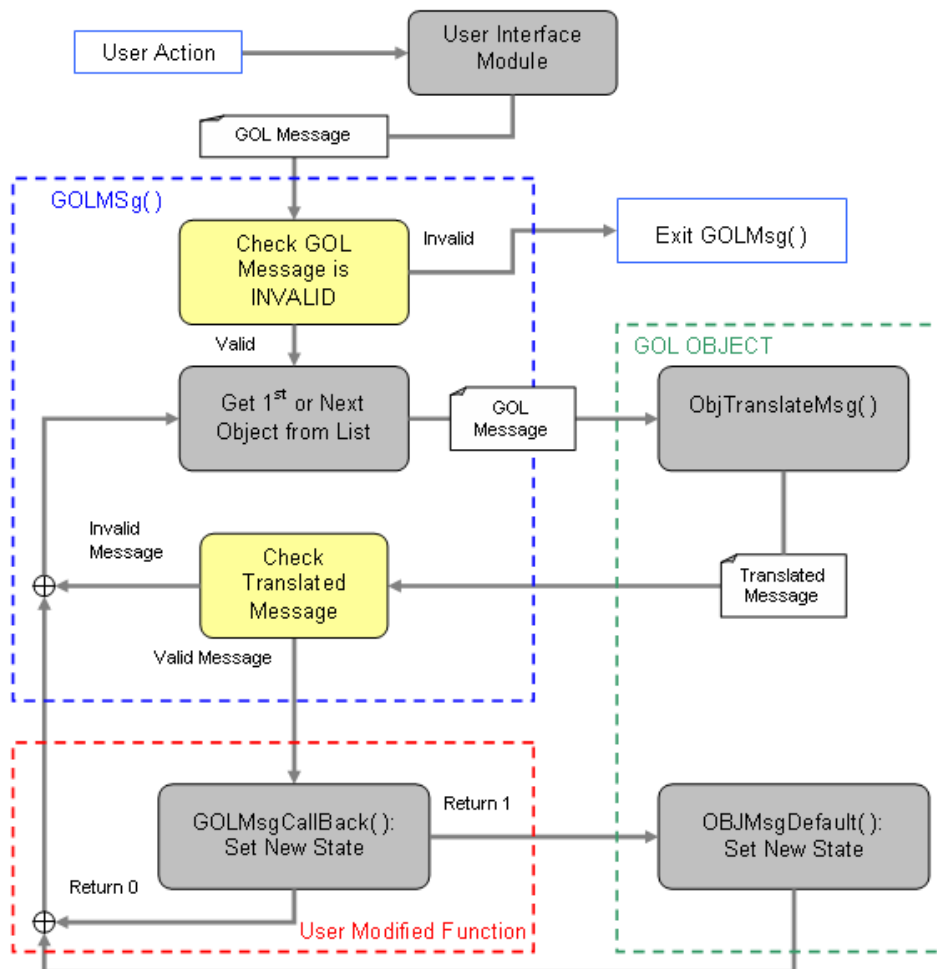 User Action
User Interface
Module
GOL Message
GOLMSg( )
Check GOL
Message is
INVALID
Invalid
Exit GOLMsg( )
Valid
GOL OBJECT
Get 1st or Next
Object from List
GOL
Message
ObjTranslateMsg( )
Invalid
Message
Check
Translated
Message
Translated
Message
Valid Message
GOLMsgCallBack( ):
Set New State
Return 1
OBJMsgDefault( ):
Set New State
Return 0
User Modified Function